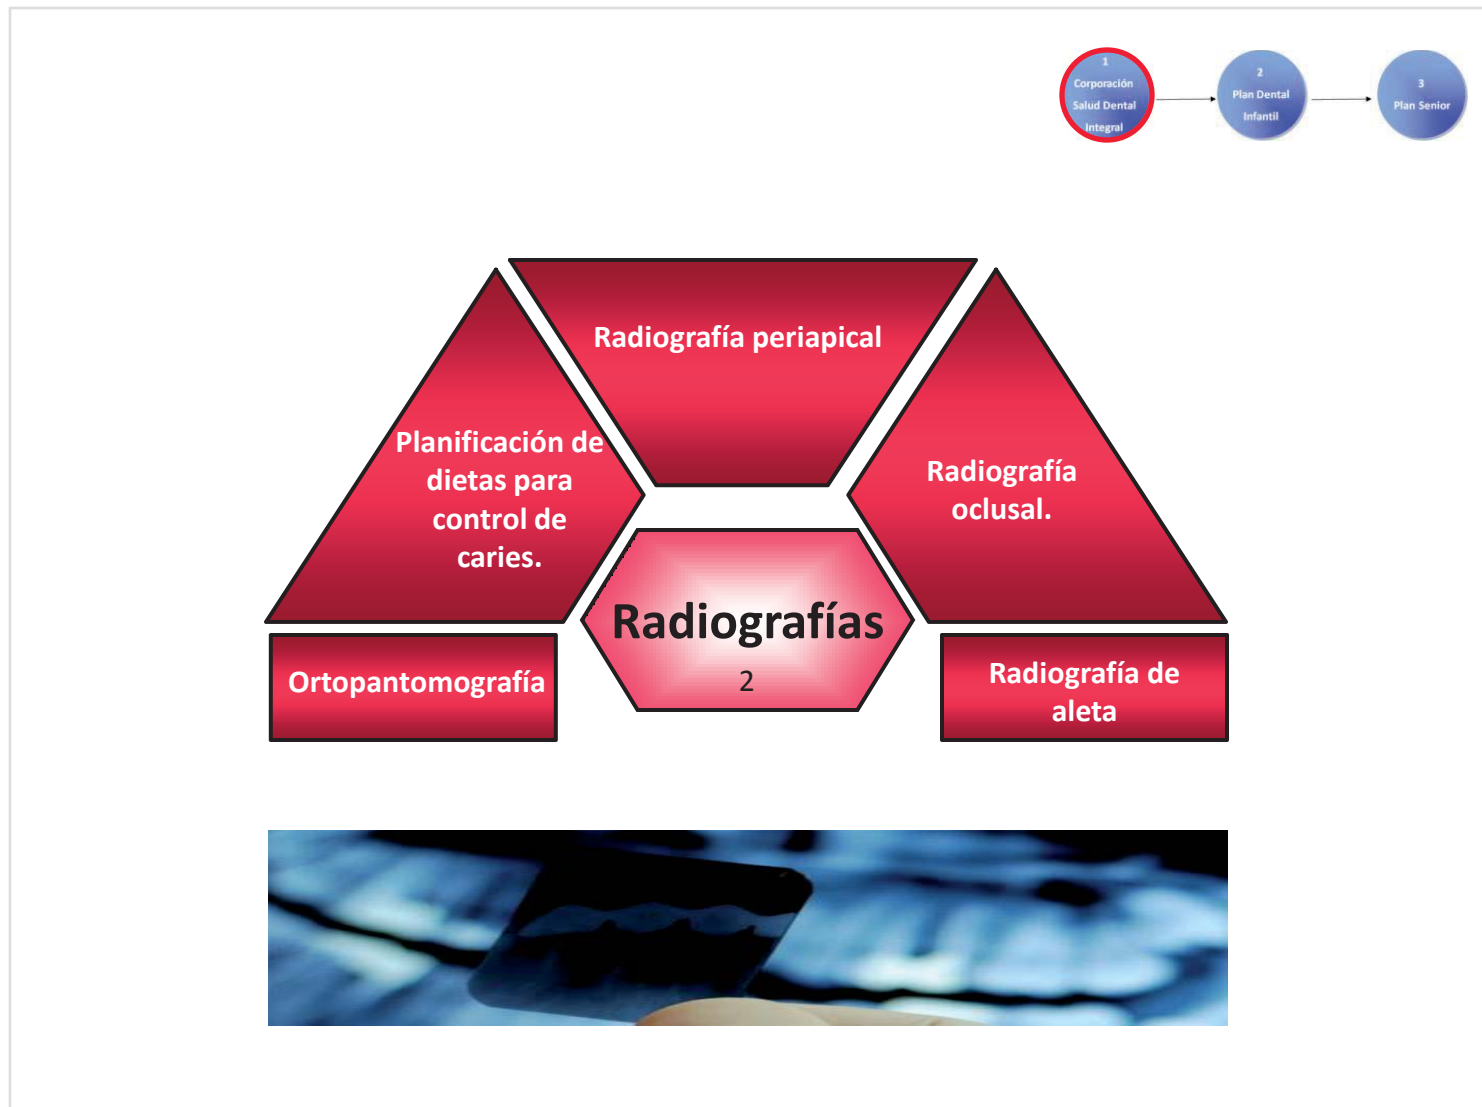 1
Corporación
Salud Dental
Integral
2
Plan Dental
Infantil
3
Plan Senior
Radiografía periapical
Planificación de
dietas para
control de
caries.
Radiografía
oclusal.
Radiografías
2
Ortopantomografía
Radiografía de
aleta